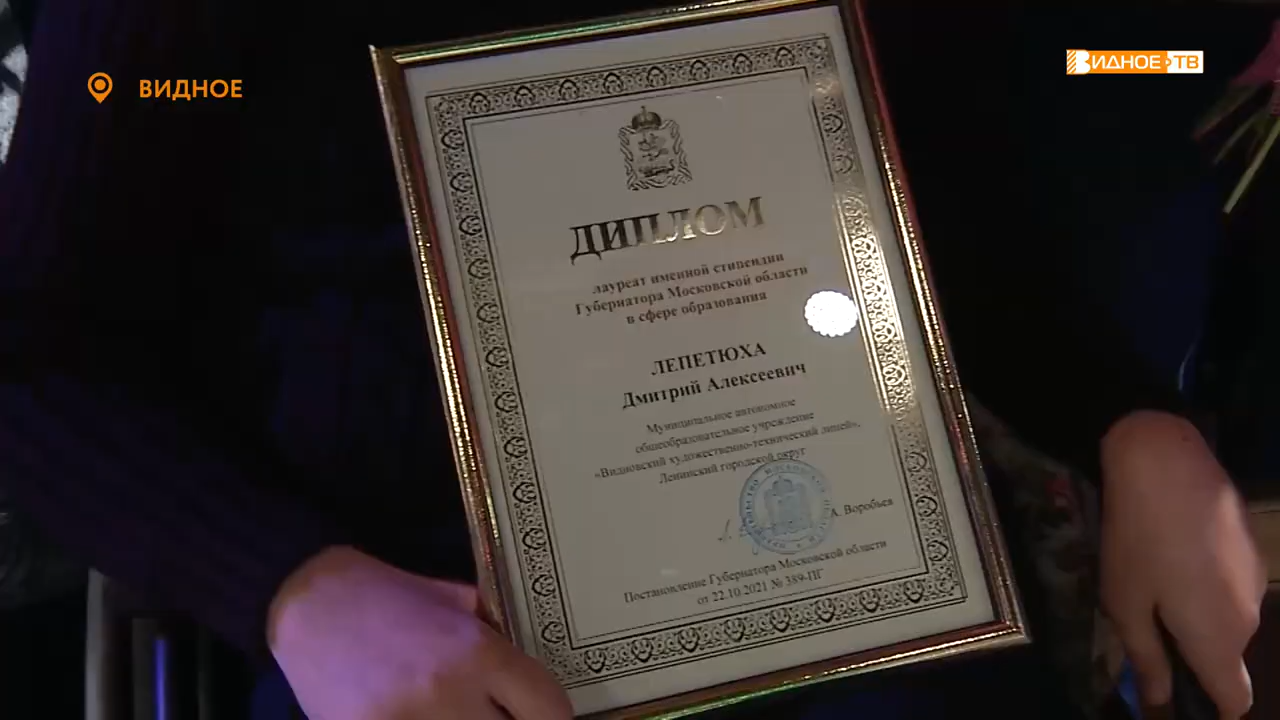 ВИДНОЕ
ВИДНОЕ ТВ
ДИПЛОМ
лауреат именной стипендии
Губернатора Московской области
в сфере образования
ЛЕПЕТЮХА
Дмитрий Алексеевич
Муниципальное автономное
общеобразовательное учреждение
«Видновский художественно-технический лицей»,
Ленинский городской округ
А. Воробьев
Постановление Губернатора Московской области
от 22.10.2021 № 389-ПГ